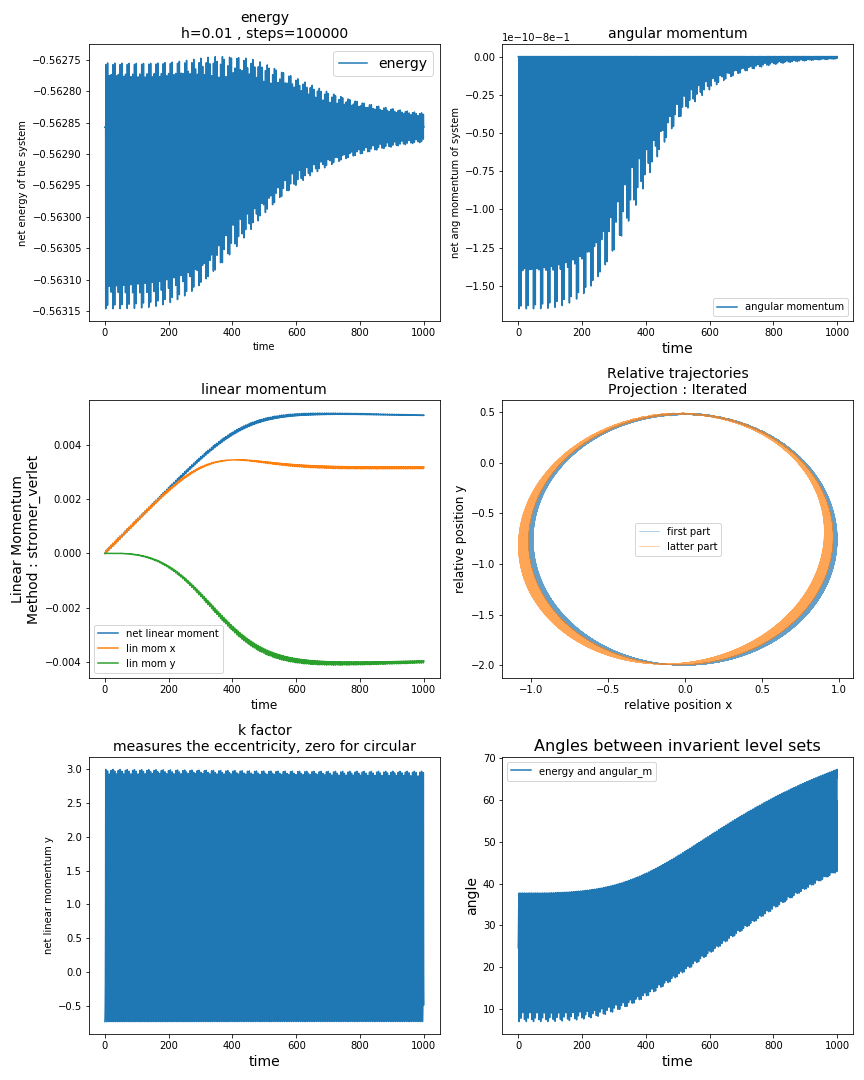 energy
h=0.01 , steps=100000
−0.56275
−0.56280
−0.56285
−0.56290
−0.56295
−0.56300
−0.56305
−0.56310
−0.56315
net energy of the system
energy
0 200 400 600 800 1000
time
angular momentum
1e−10−8e−1
0.00
−0.25
−0.50
−0.75
−1.00
−1.25
−1.50
net ang momentum of system
angular momentum
0 200 400 600 800 1000
time
linear momentum
0.004
0.002
0.000
−0.002
−0.004
Linear Momentum
Method : stromer_verlet
net linear moment
lin mom x
lin mom y
0 200 400 600 800 1000
time
Relative trajectories
Projection : Iterated
0.5
0.0
−0.5
−1.0
−1.5
−2.0
relative position y
first part
latter part
−1.0 −0.5 0.0 0.5 1.0
relative position x
k factor
measures the eccentricity, zero for circular
3.0
2.5
2.0
1.5
1.0
0.5
0.0
−0.5
net linear momentum y
0 200 400 600 800 1000
time
Angles between invarient level sets
70
60
50
40
30
20
10
angle
energy and angular_m
0 200 400 600 800 1000
time